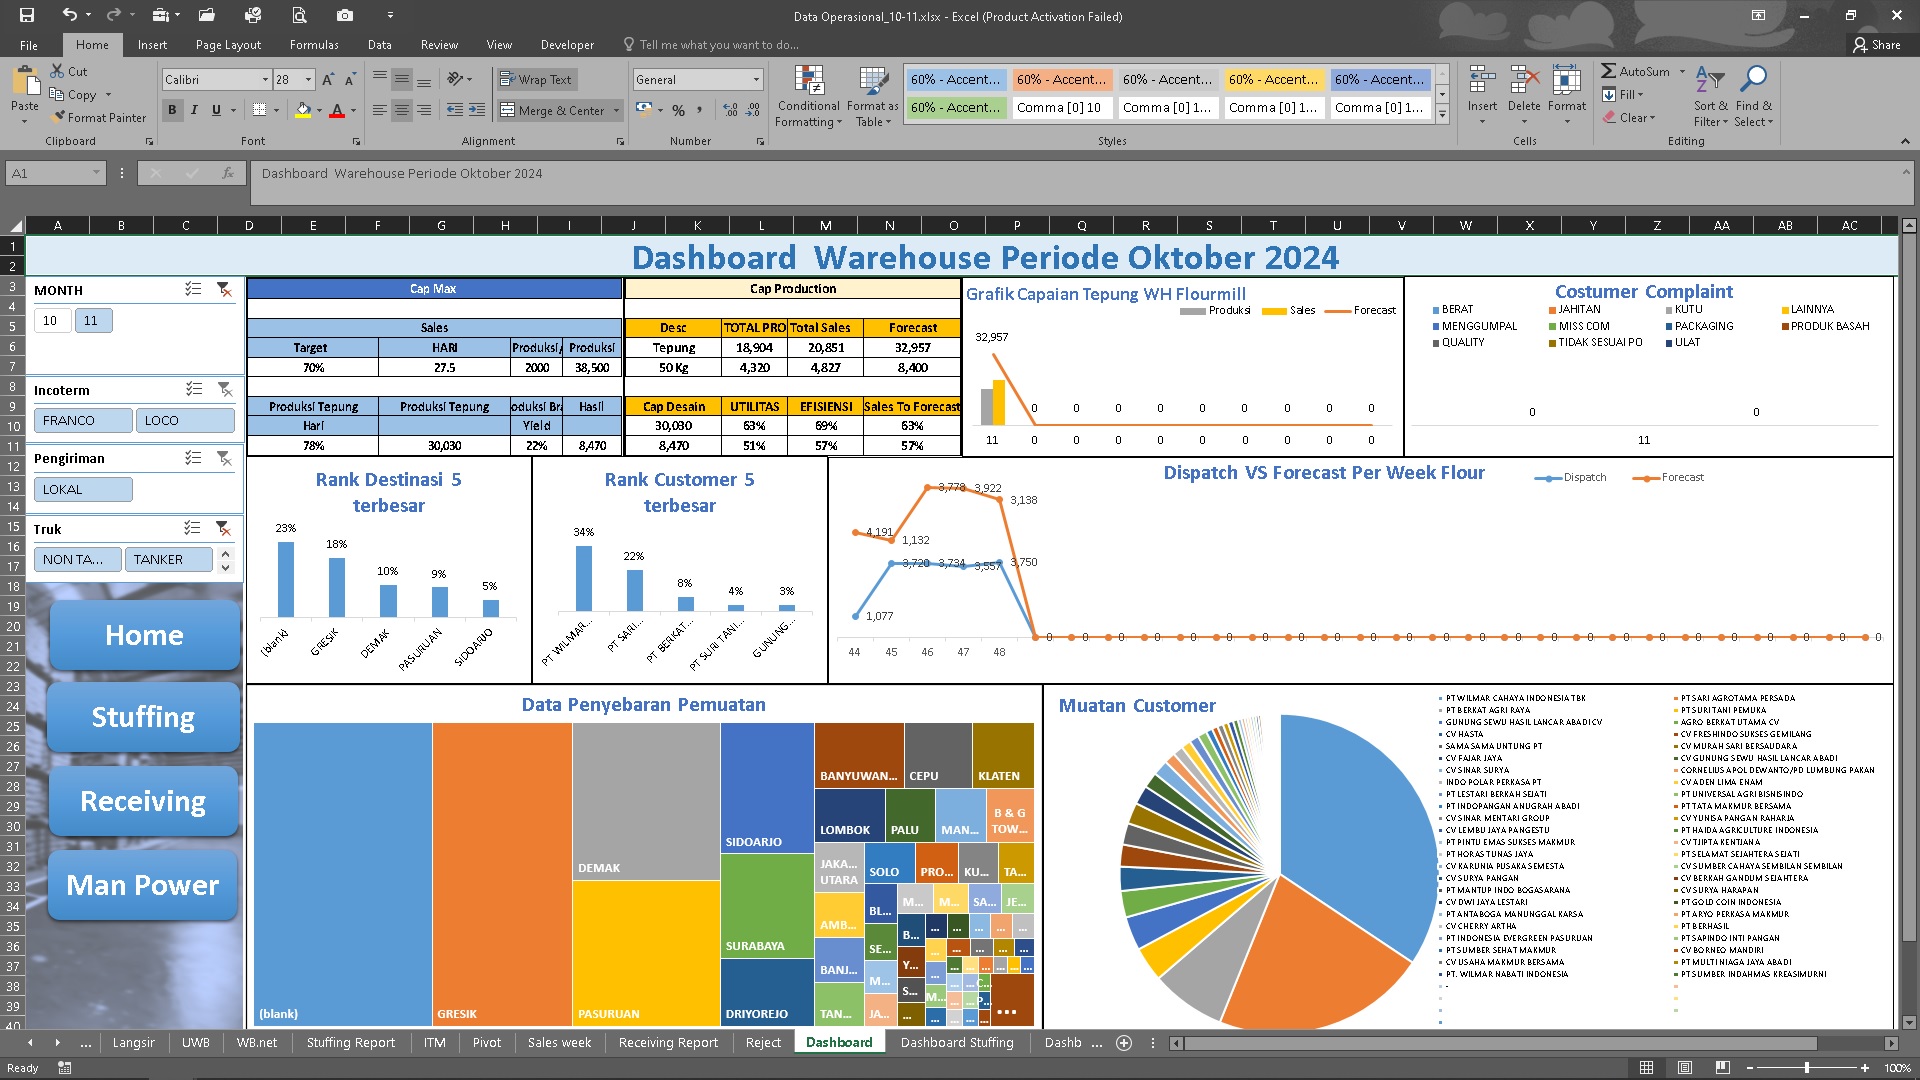 Data Operasional_10-11.xlsx - Excel (Product Activation Failed)
File Home Insert Page Layout Formulas Data Review View Developer Tell me what you want to do... Share
Paste
Cut
Copy
Format Painter
Clipboard
Calibri 28
B I U
Font
Wrap Text
Merge & Center
Alignment
General
Number
Conditional Formatting
Format as Table
60% - Accent... 60% - Accent... 60% - Accent... 60% - Accent... 60% - Accent...
60% - Accent... Comma [0] 10 Comma [0] 1... Comma [0] 1... Comma [0] 1...
Styles
Insert Delete Format
Cells
AutoSum
Fill
Clear
Sort & Filter
Find & Select
Editing
A1 fx Dashboard  Warehouse Periode Oktober 2024
A B C D E F G H I J K L M N O P Q R S T U V W X Y Z AA AB AC
Dashboard  Warehouse Periode Oktober 2024
MONTH
10 11
Incoterm
FRANCO LOCO
Pengiriman
LOKAL
Truk
NON TA... TANKER
Home
Stuffing
Receiving
Man Power
Cap Max
Sales
Target HARI Produksi/ Produksi
70% 27.5 2000 38,500
Produksi Tepung Produksi Tepung oduksi Bra Hasil
Hari Yield
78% 30,030 22% 8,470
Cap Production
Desc TOTAL PRO Total Sales Forecast
Tepung 18,904 20,851 32,957
50 Kg 4,320 4,827 8,400
Cap Desain UTILITAS EFISIENSI Sales To Forecast
30,030 63% 69% 63%
8,470 51% 57% 57%
Grafik Capaian Tepung WH Flourmill
Produksi Sales Forecast
32,957
0 0 0 0 0 0 0 0 0
11 0 0 0 0 0 0 0 0 0
Costumer Complaint
BERAT JAHITAN KUTU LAINNYA
MENGGUMPAL MISS COM PACKAGING PRODUK BASAH
QUALITY TIDAK SESUAI PO ULAT
0 0
11
Rank Destinasi 5 terbesar
23% 18% 10% 9% 5%
(blank) GRESIK DEMAK PASURUAN SIDOARJO
Rank Customer 5 terbesar
34% 22% 8% 4% 3%
PT WILMAR... PT SARI... PT BERKAT... PT SURITANI... GUNUNG...
Dispatch VS Forecast Per Week Flour
Dispatch Forecast
4,191 1,132 3,778 3,922 3,138
1,077 3,720 3,734 3,557 3,750
0 0 0 0 0 0 0 0 0 0 0 0 0 0 0 0 0 0 0 0 0 0 0 0
44 45 46 47 48
Data Penyebaran Pemuatan
(blank)
GRESIK
DEMAK
PASURUAN
SIDOARJO
SURABAYA
DRIYOREJO
BANYUWAN... CEPU KLATEN
LOMBOK PALU MAN... B & G TOW...
JAKA... UTARA SOLO PRO... KU... TA...
AMB... BL... M... M... SA... JE...
BANJ... SE... B...
TAN... M... Y...
JA... S... M... C... P... ...
Muatan Customer
PT WILMAR CAHAYA INDONESIA TBK PT SARI AGROTAMA PERSADA
PT BERKAT AGRI RAYA PT SURITANI PEMUKA
GUNUNG SEWU HASIL LANCAR ABADI CV AGRO BERKAT UTAMA CV
CV HASTA CV FRESHINDO SUKSES GEMILANG
SAMA SAMA UNTUNG PT CV MURAH SARI BERSAUDARA
CV FAJAR JAYA CV GUNUNG SEWU HASIL LANCAR ABADI
CV SINAR SURYA CORNELIUS APOL DEWANTO/PD LUMBUNG PAKAN
INDO POLAR PERKASA PT CV ADEN LIMA ENAM
PT LESTARI BERKAH SEJATI PT UNIVERSAL AGRI BISNISINDO
PT INDOPANGAN ANUGRAH ABADI PT TATA MAKMUR BERSAMA
CV SINAR MENTARI GROUP CV YUNISA PANGAN RAHARJA
CV LEMBU JAYA PANGESTU PT HAIDA AGRICULTURE INDONESIA
PT PINTU EMAS SUKSES MAKMUR CV TJIPTA KENTJANA
PT HORAS TUNAS JAYA PT SELAMAT SEJAHTERA SEJATI
CV KARUNIA PUSAKA SEMESTA CV SUMBER CAHAYA SEMBILAN SEMBILAN
CV SURYA PANGAN CV BERKAH GANDUM SEJAHTERA
PT MANTUP INDO BOGASARANA CV SURYA HARAPAN
CV DWI JAYA LESTARI PT GOLD COIN INDONESIA
PT ANTABOGA MANUNGGAL KARSA PT ARYO PERKASA MAKMUR
CV CHERRY ARTHA PT BERHASIL
PT INDONESIA EVERGREEN PASURUAN PT SAPINDO INTI PANGAN
PT SUMBER SEHAT MAKMUR CV BORNEO MANDIRI
CV USAHA MAKMUR BERSAMA PT MULTI NIAGA JAYA ABADI
PT. WILMAR NABATI INDONESIA PT SUMBER INDAHMAS KREASIMURNI
-
... Langsir UWB WB.net Stuffing Report ITM Pivot Sales week Receiving Report Reject Dashboard Dashboard Stuffing Dashb ...
Ready 100%